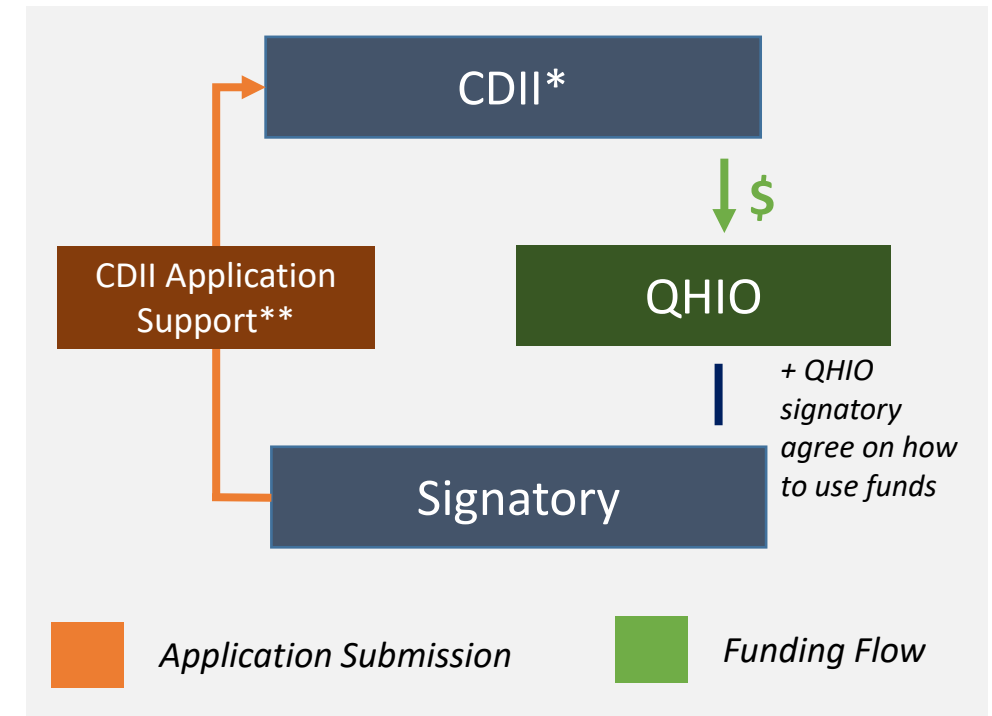 CDII*
$
CDII Application
Support**
QHIO
+ QHIO
signatory
agree on how
to use funds
Signatory
Application Submission
Funding Flow